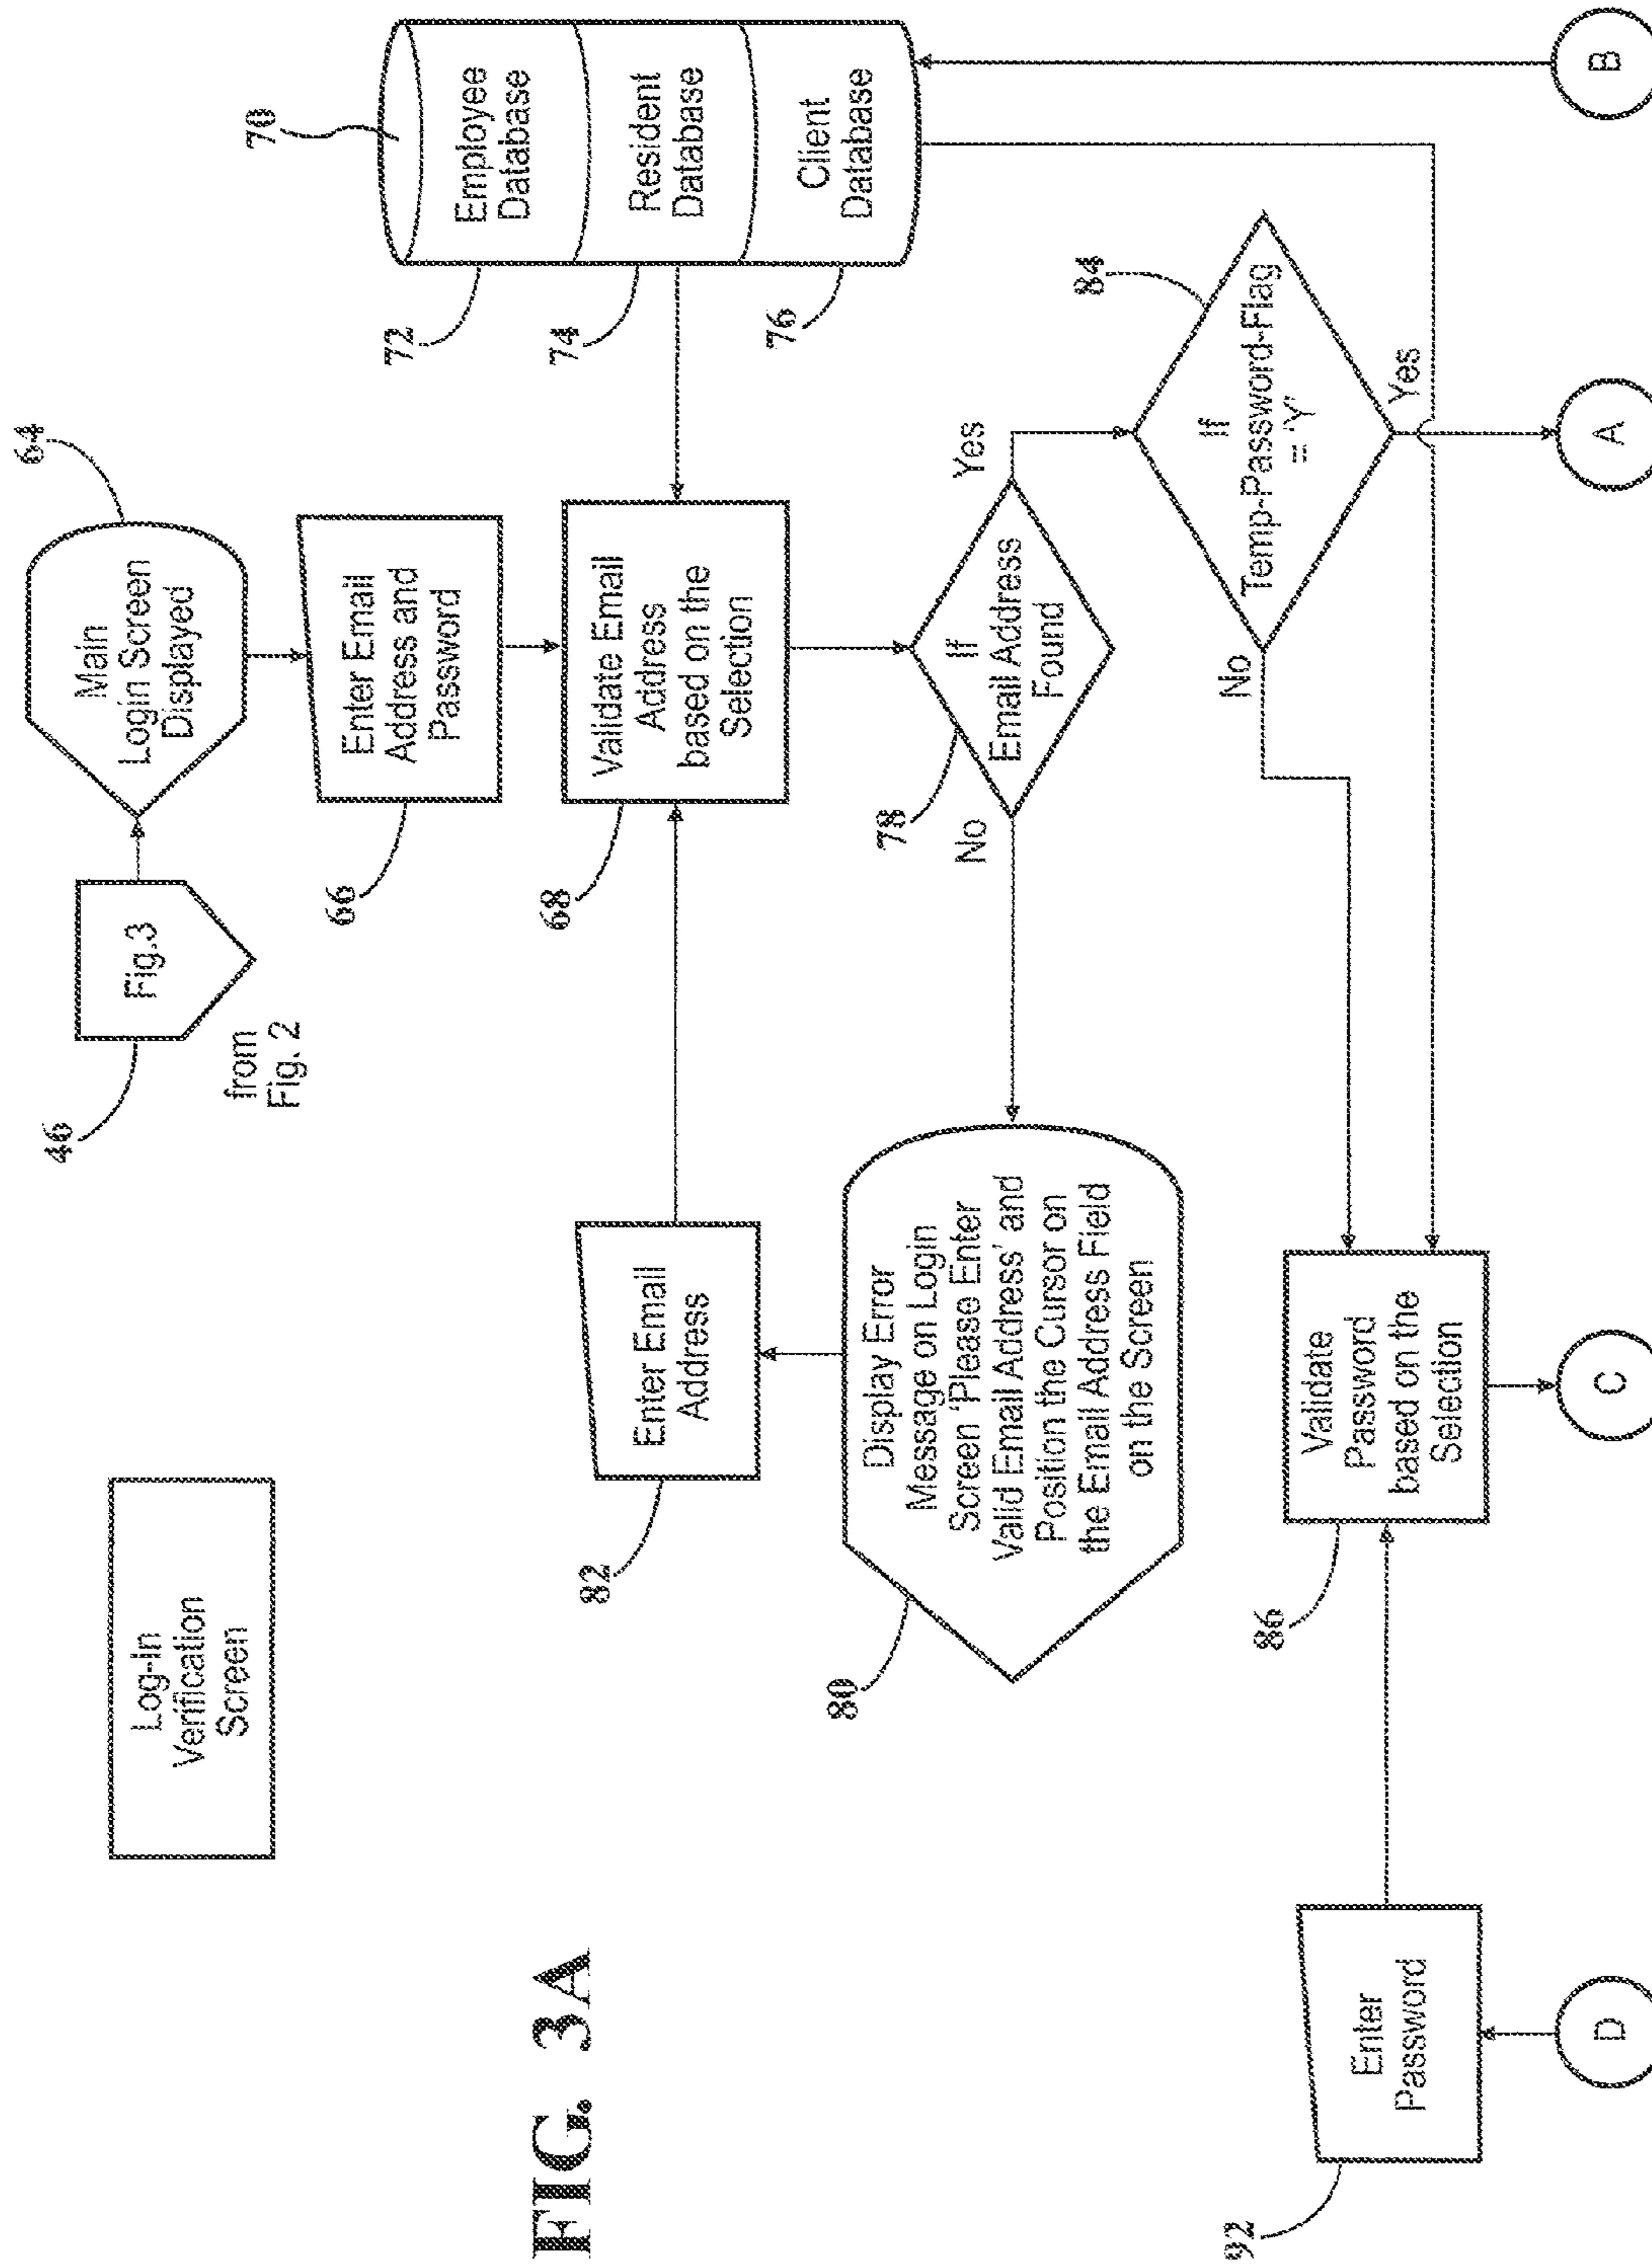 FIG. 3A
Log-In
Verification
Screen
46
Fig.3
from
Fig. 2
64
Main
Login Screen
Displayed
66
Enter Email
Address and
Password
68
Validate Email
Address
based on the
Selection
70
72
Employee
Database
74
Resident
Database
76
Client
Database
82
Enter Email
Address
78
If
Email Address
Found
No
Yes
80
Display Error
Message on Login
Screen 'Please Enter
Valid Email Address' and
Position the Cursor on
the Email Address Field
on the Screen
84
If
Temp-Password-Flag
= 'Y'
No
Yes
86
Validate
Password
based on the
Selection
92
Enter
Password
D
C
A
B